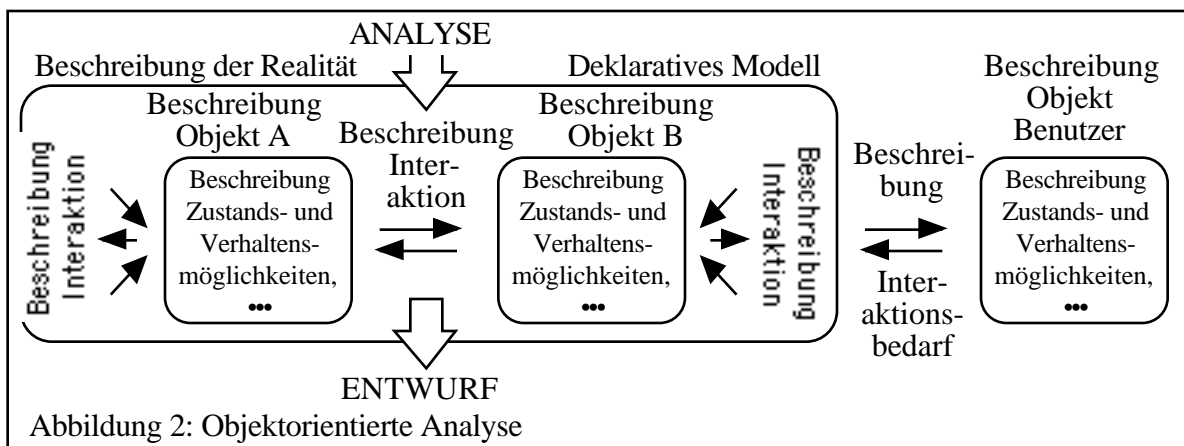 ANALYSE
Beschreibung der Realität
Deklaratives Modell
Beschreibung
Interaktion
Beschreibung
Objekt A
Beschreibung
Zustands- und
Verhaltens-
möglichkeiten,
•••
Beschreibung
Inter-
aktion
Beschreibung
Objekt B
Beschreibung
Zustands- und
Verhaltens-
möglichkeiten,
•••
Beschreibung
Interaktion
Beschrei-
bung
Inter-
aktions-
bedarf
Beschreibung
Objekt
Benutzer
Beschreibung
Zustands- und
Verhaltens-
möglichkeiten,
•••
ENTWURF
Abbildung 2: Objektorientierte Analyse